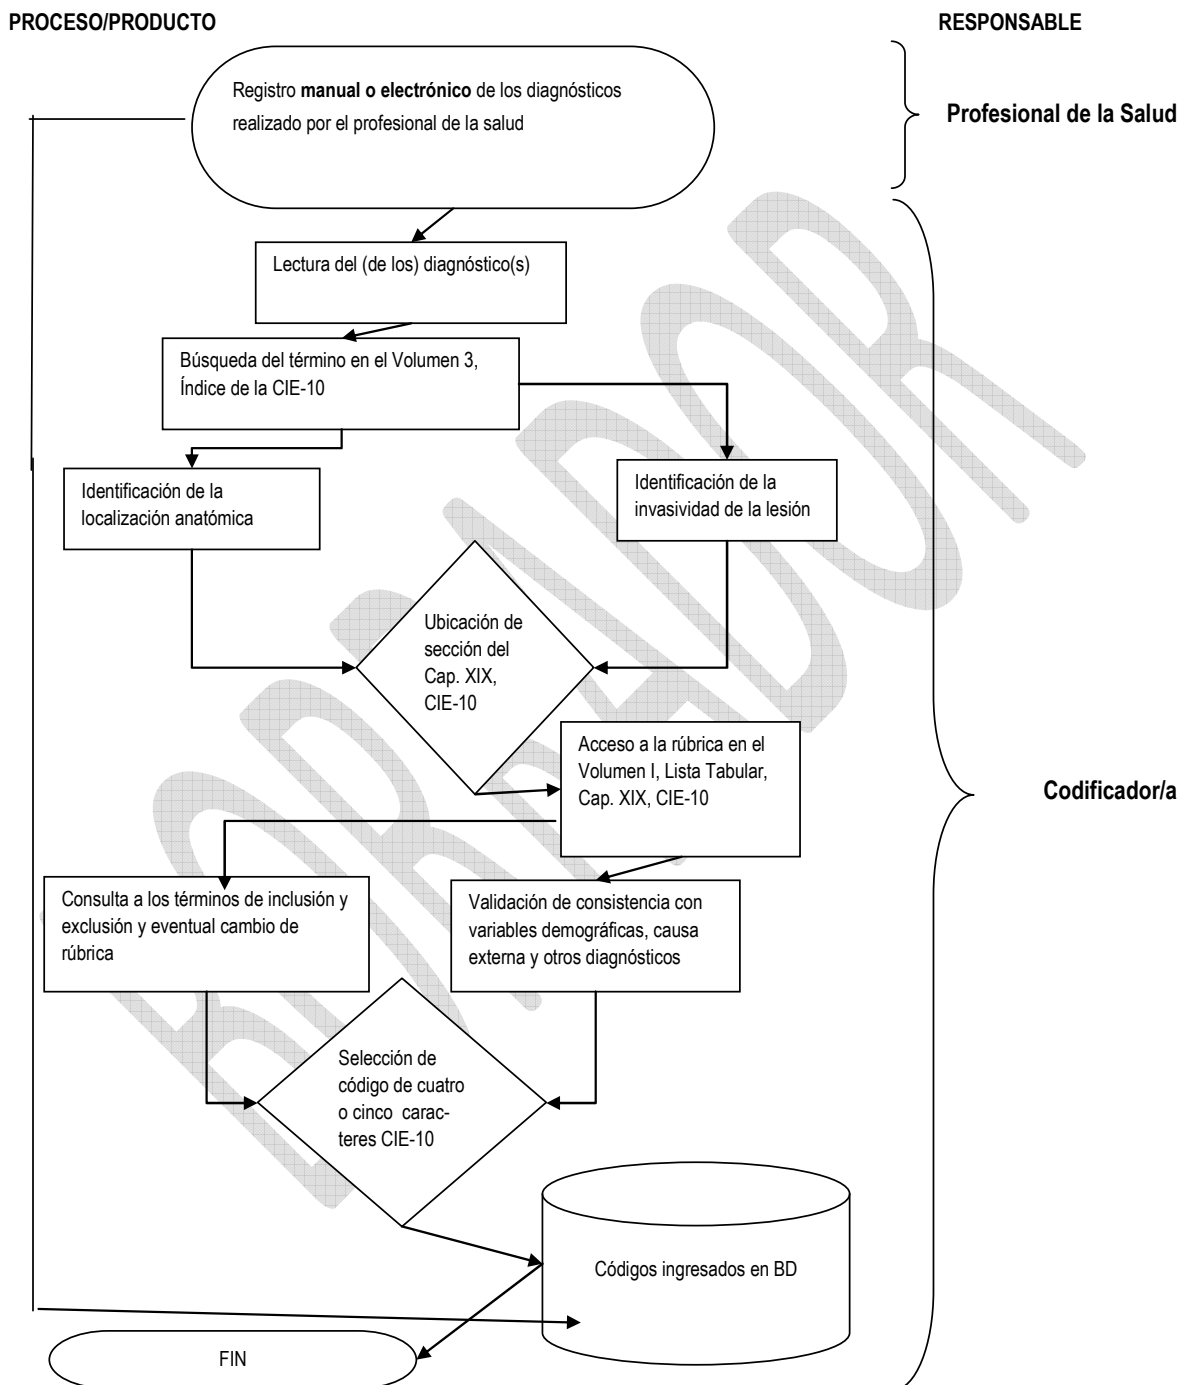 PROCESO/PRODUCTO
RESPONSABLE
Registro manual o electrónico de los diagnósticos
realizado por el profesional de la salud
Profesional de la Salud
Lectura del (de los) diagnóstico(s)
Búsqueda del término en el Volumen 3,
Índice de la CIE-10
Identificación de la
localización anatómica
Identificación de la
invasividad de la lesión
Ubicación de
sección del
Cap. XIX,
CIE-10
Acceso a la rúbrica en el
Volumen I, Lista Tabular,
Cap. XIX, CIE-10
Codificador/a
Consulta a los términos de inclusión y
exclusión y eventual cambio de
rúbrica
Validación de consistencia con
variables demográficas, causa
externa y otros diagnósticos
Selección de
código de cuatro
o cinco carac-
teres CIE-10
Códigos ingresados en BD
FIN
BORRADOR